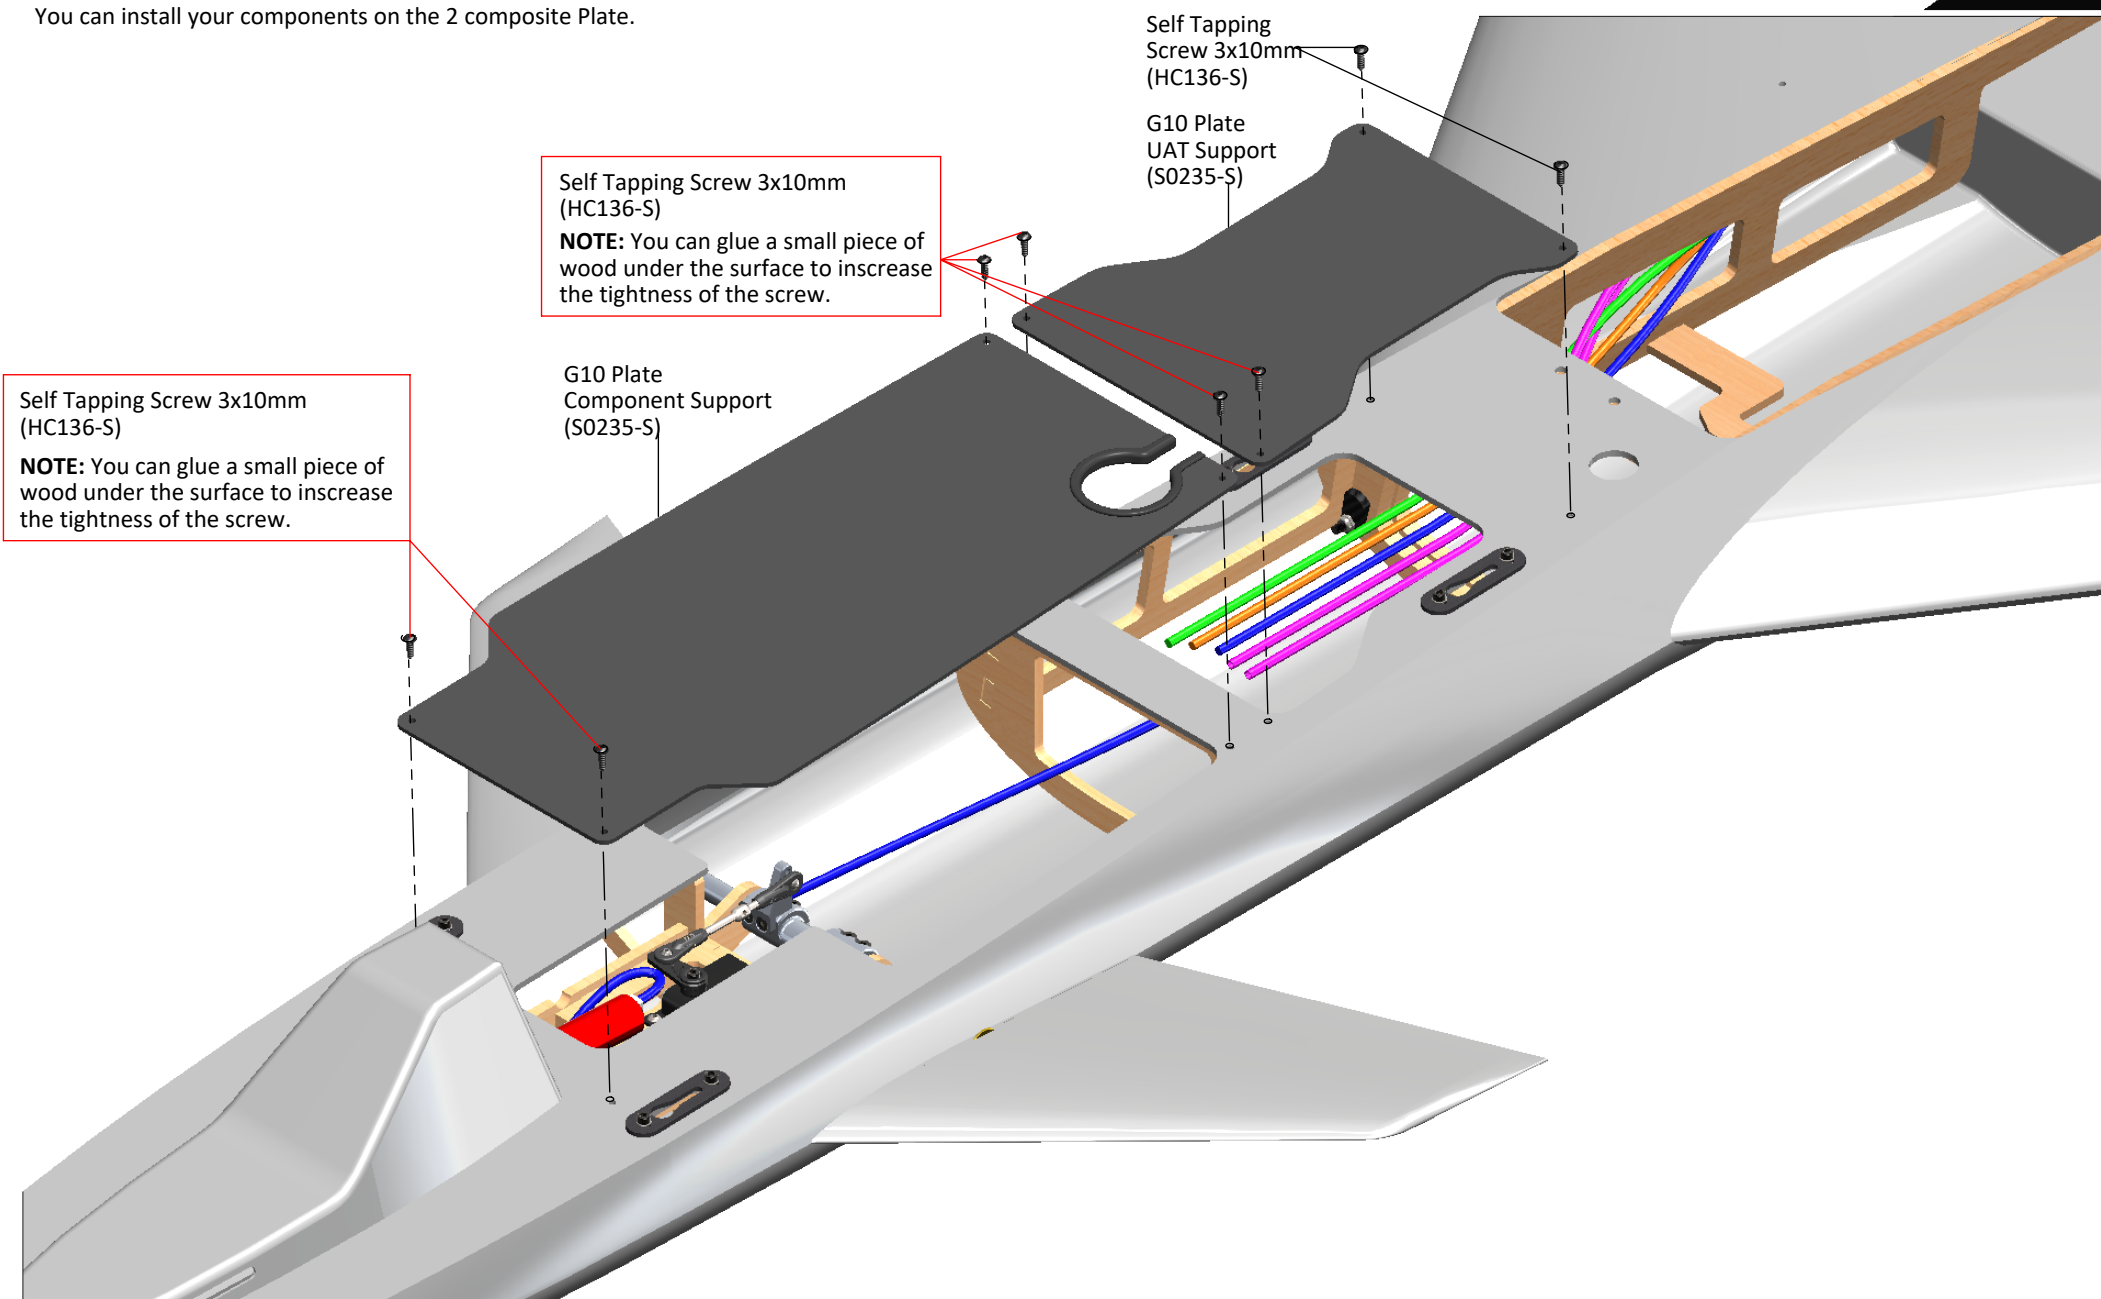 You can install your components on the 2 composite Plate.
Self Tapping
Screw 3x10mm
(HC136-S)
G10 Plate
UAT Support
(S0235-S)
Self Tapping Screw 3x10mm
(HC136-S)
NOTE: You can glue a small piece of
wood under the surface to inscrease
the tightness of the screw.
G10 Plate
Component Support
(S0235-S)
Self Tapping Screw 3x10mm
(HC136-S)
NOTE: You can glue a small piece of
wood under the surface to inscrease
the tightness of the screw.